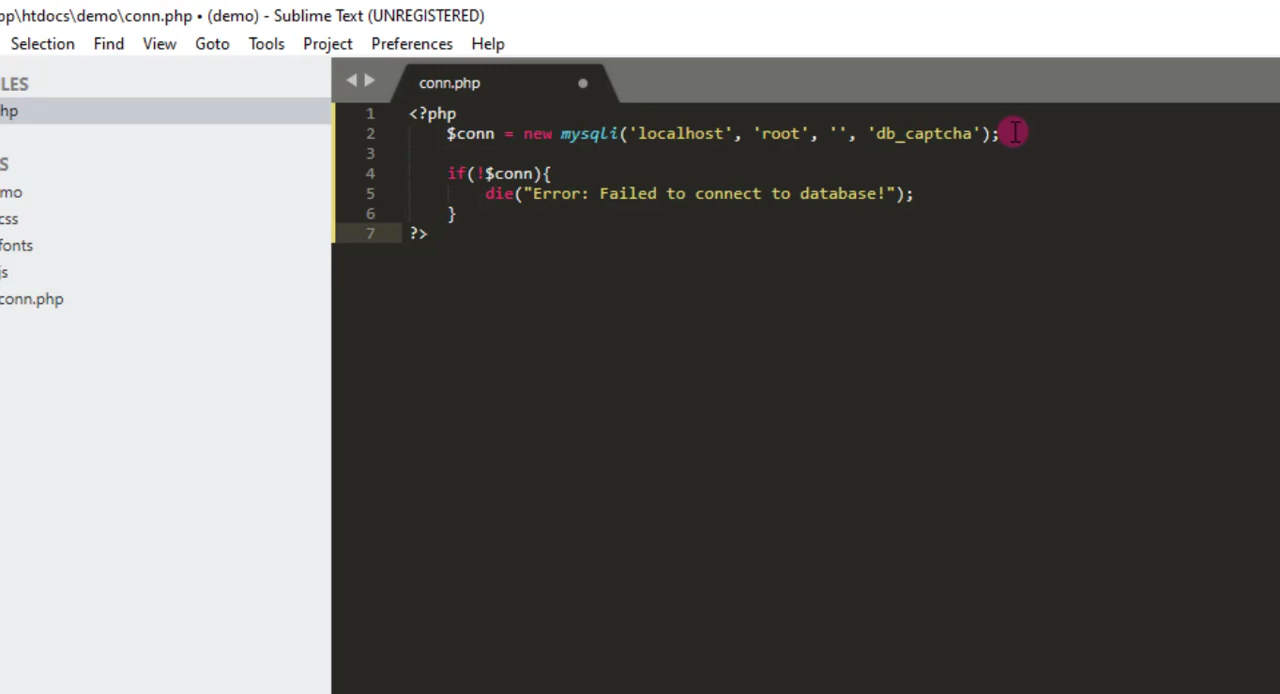 op\htdocs\demo\conn.php • (demo) - Sublime Text (UNREGISTERED)
Selection Find View Goto Tools Project Preferences Help
LES
hp
S
mo
css
fonts
js
conn.php
conn.php
1 <?php
2 $conn = new mysqli('localhost', 'root', '', 'db_captcha');
3
4 if(!$conn){
5 die("Error: Failed to connect to database!");
6 }
7 ?>